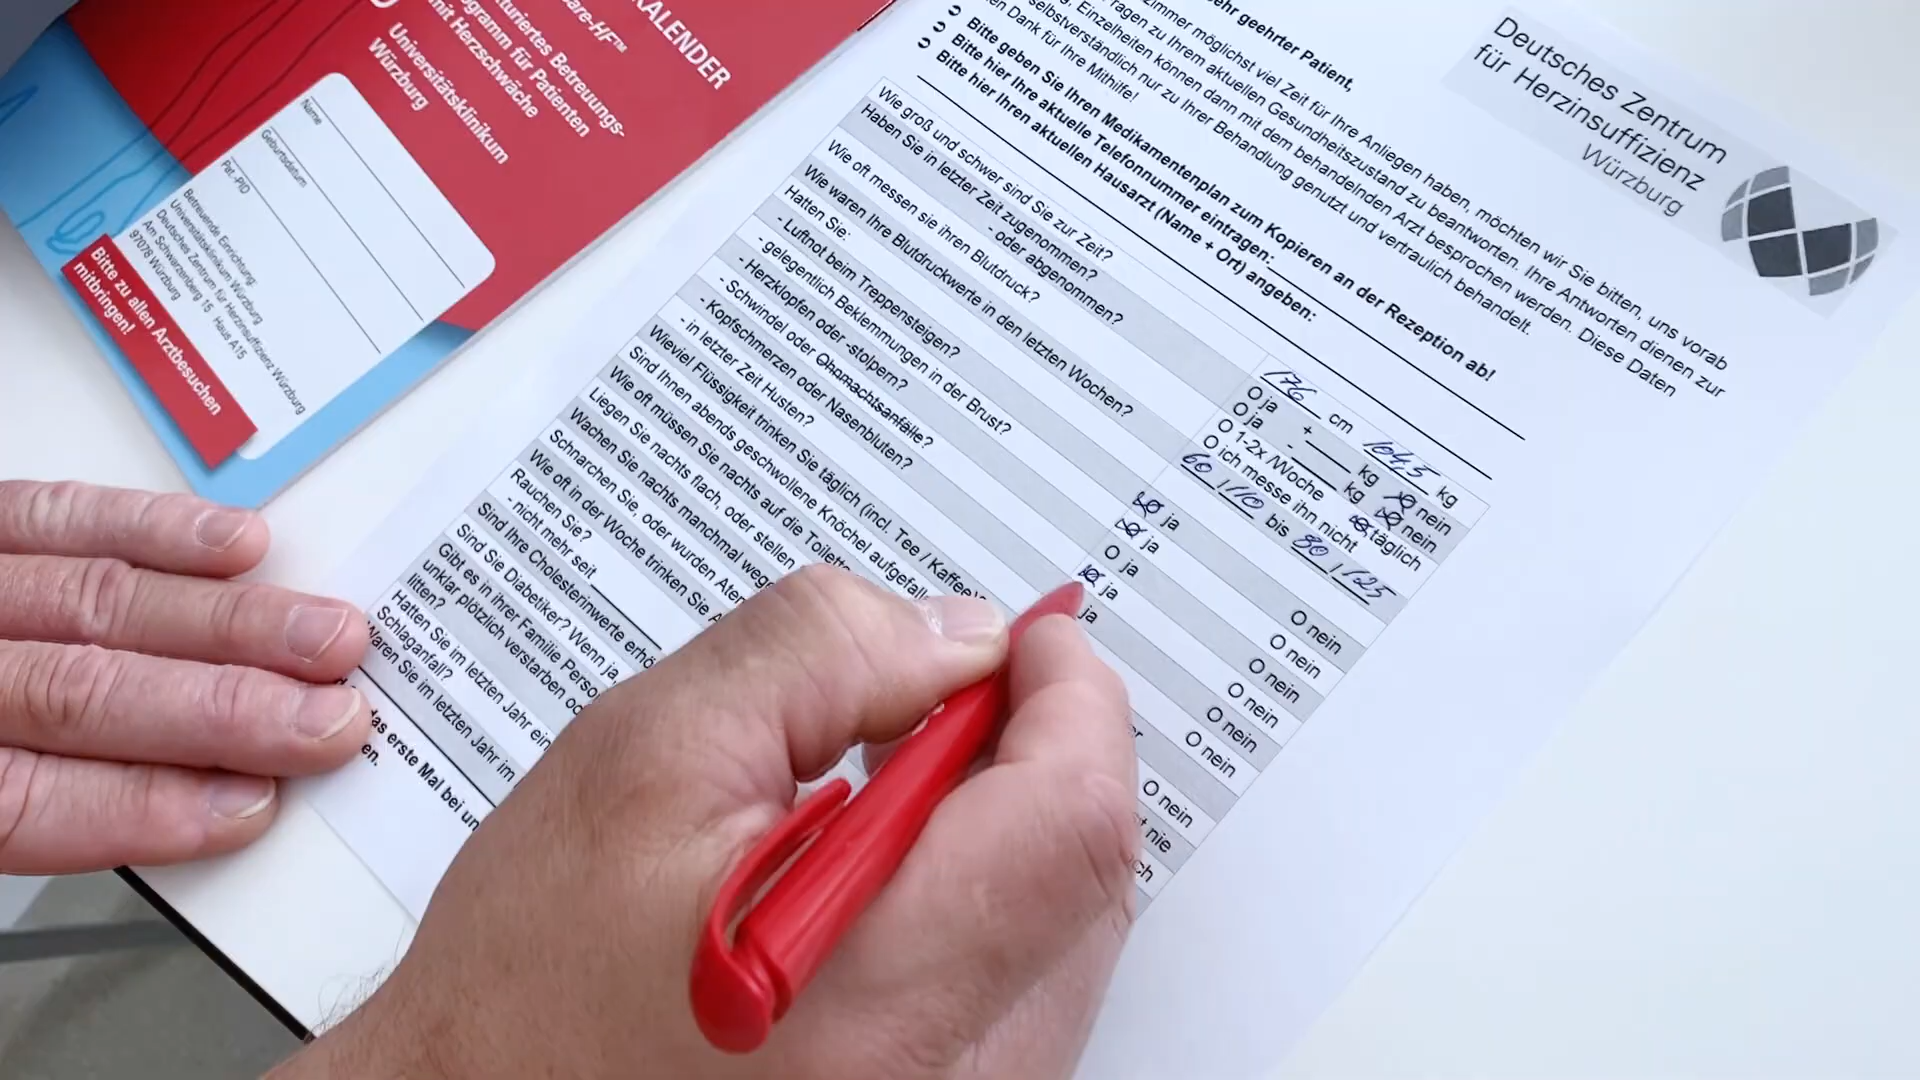 KALENDER
are-HF™
turiertes Betreuungs-
ogramm für Patienten
mit Herzschwäche
Universitätsklinikum
Würzburg
Name
Geburtsdatum
Pat.-PID
Betreuende Einrichtung:
Universitätsklinikum Würzburg
Deutsches Zentrum für Herzinsuffizienz Würzburg
Am Schwarzenberg 15 Haus A15
97078 Würzburg
Bitte zu allen Arztbesuchen
mitbringen!
Deutsches Zentrum
für Herzinsuffizienz
Würzburg
ehr geehrter Patient,
zimmer möglichst viel Zeit für Ihre Anliegen haben, möchten wir Sie bitten, uns vorab
ragen zu Ihrem aktuellen Gesundheitszustand zu beantworten. Ihre Antworten dienen zur
Einzelheiten können dann mit dem behandelnden Arzt besprochen werden. Diese Daten
selbstverständlich nur zu Ihrer Behandlung genutzt und vertraulich behandelt.
en Dank für Ihre Mithilfe!
Bitte geben Sie Ihren Medikamentenplan zum Kopieren an der Rezeption ab!
Bitte hier Ihre aktuelle Telefonnummer eintragen:
Bitte hier Ihren aktuellen Hausarzt (Name + Ort) angeben:
Wie groß und schwer sind Sie zur Zeit? 176 cm 104,5 kg
Haben Sie in letzter Zeit zugenommen? O ja + kg nein
- oder abgenommen? O ja - kg nein
Wie oft messen sie ihren Blutdruck? O 1-2x /Woche täglich
O ich messe ihn nicht
Wie waren Ihre Blutdruckwerte in den letzten Wochen? 60 / 110 bis 80 / 125
Hatten Sie:
- Luftnot beim Treppensteigen? ja O nein
- gelegentlich Beklemmungen in der Brust? ja O nein
- Herzklopfen oder -stolpern? O ja O nein
- Schwindel oder Ohnmachtsanfälle? ja O nein
- Kopfschmerzen oder Nasenbluten? ja O nein
- in letzter Zeit Husten? O nein
Wieviel Flüssigkeit trinken Sie täglich (incl. Tee / Kaffee)?
Sind Ihnen abends geschwollene Knöchel aufgefalle O nein
Wie oft müssen Sie nachts auf die Toilette nie
Liegen Sie nachts flach, oder stellen
Wachen Sie nachts manchmal weg
Schnarchen Sie, oder wurden Aten
Wie oft in der Woche trinken Sie A
Rauchen Sie?
- nicht mehr seit
Sind Ihre Cholesterinwerte erhö
Sind Sie Diabetiker? Wenn ja,
Gibt es in ihrer Familie Perso
unklar plötzlich verstarben od
litten?
Hatten Sie im letzten Jahr ein
Schlaganfall?
Waren Sie im letzten Jahr im
das erste Mal bei un
en.